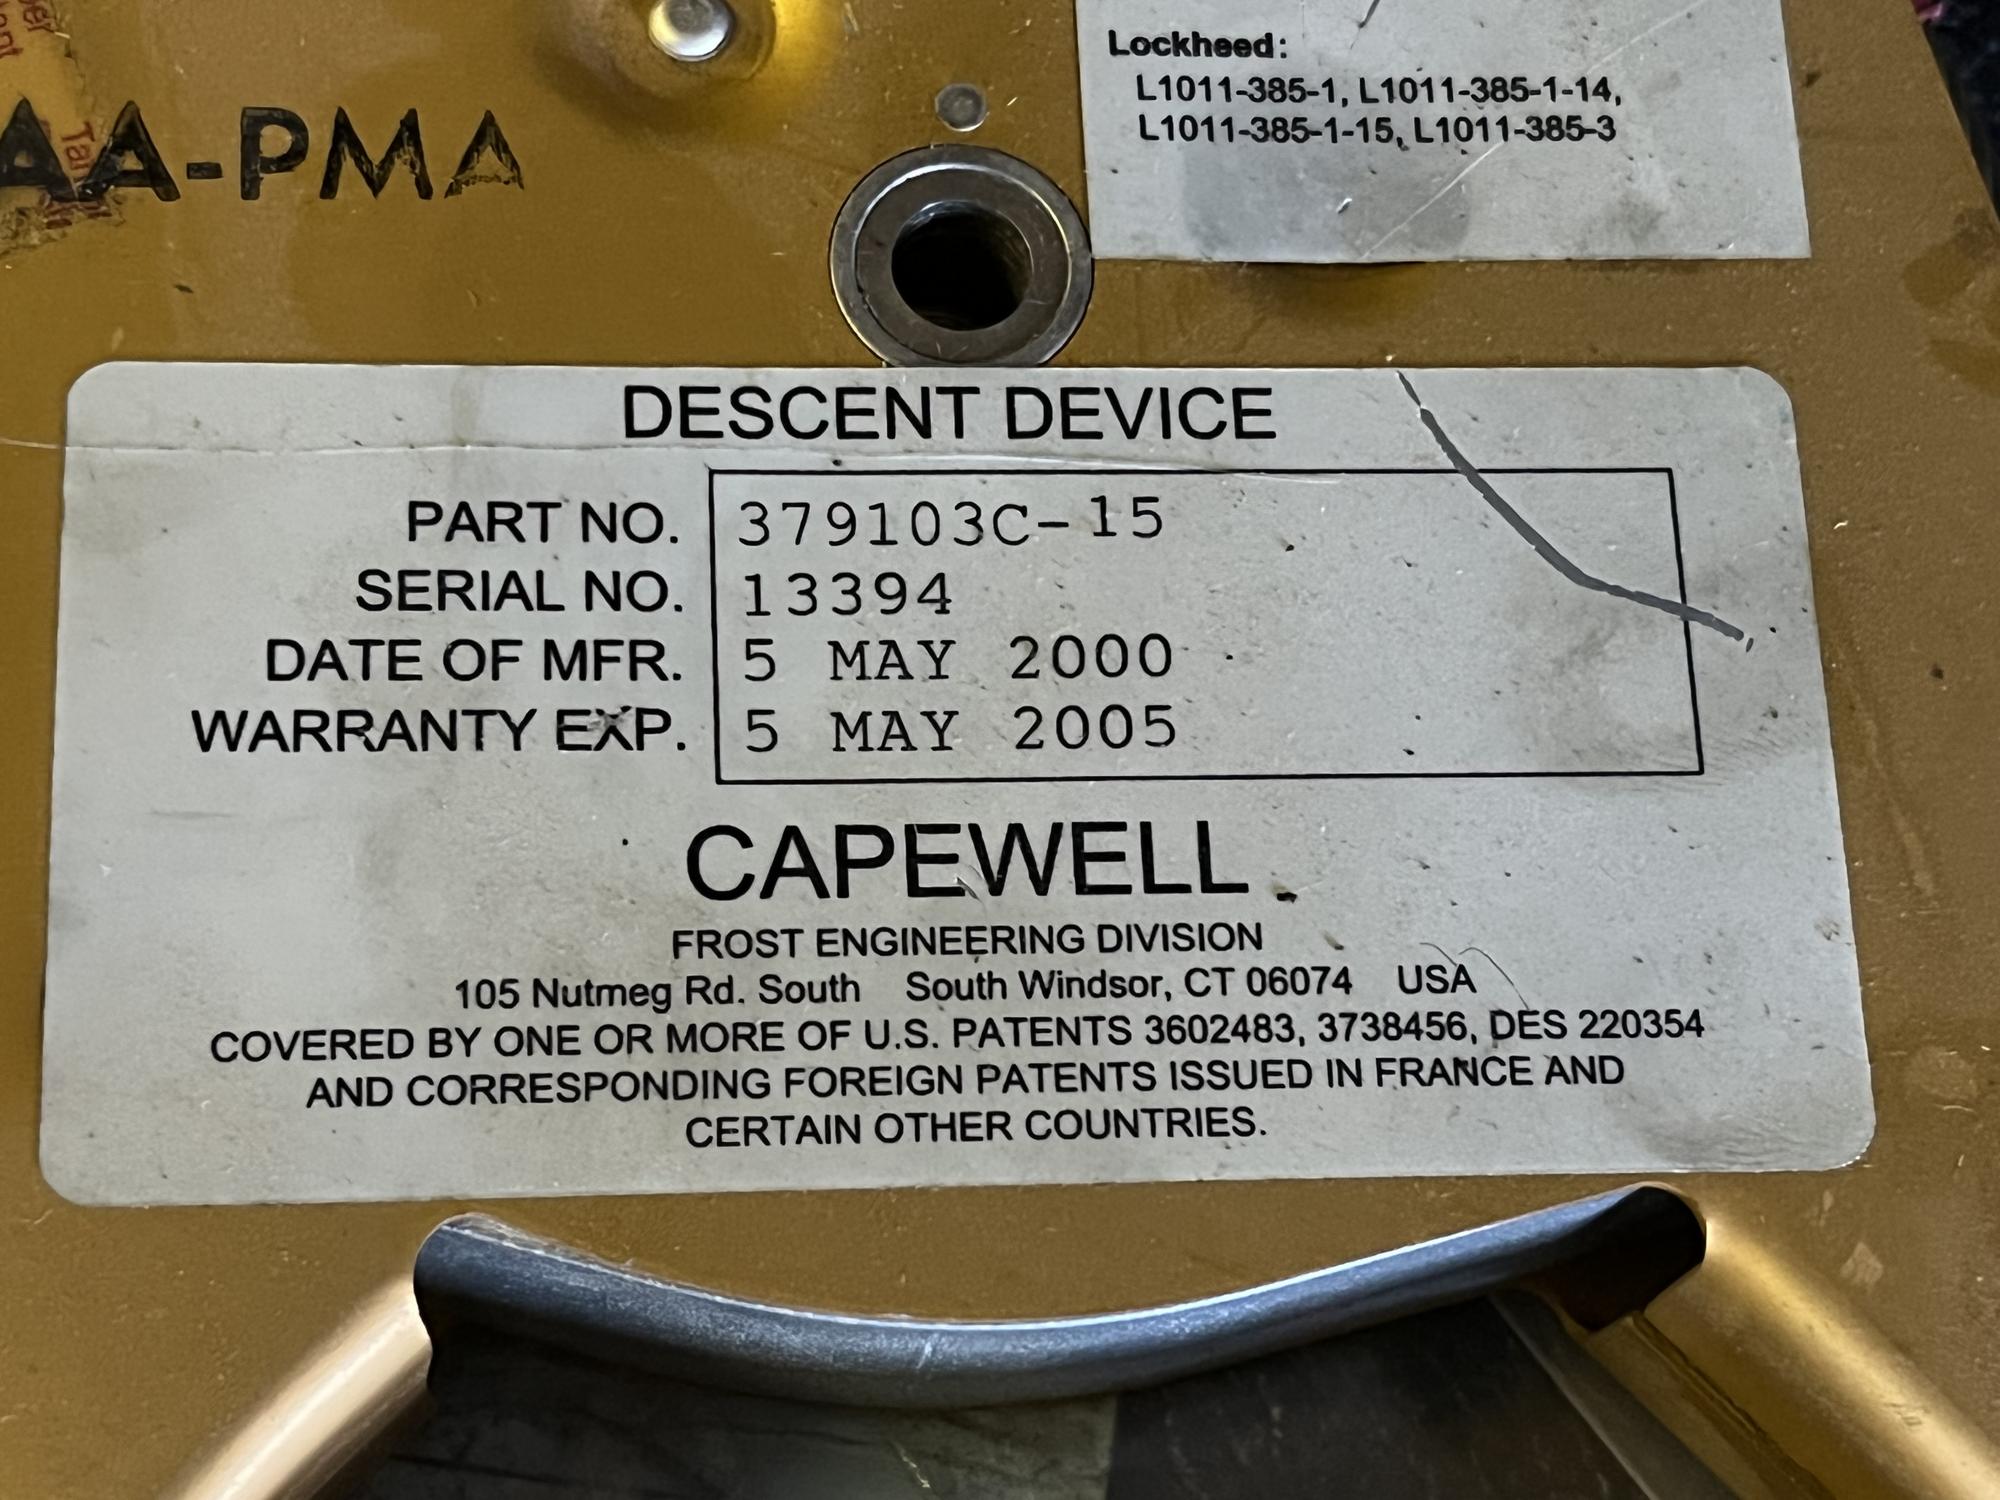 Lockheed:
L1011-385-1, L1011-385-1-14,
L1011-385-1-15, L1011-385-3
AA-PMA
DESCENT DEVICE
PART NO. 379103C-15
SERIAL NO. 13394
DATE OF MFR. 5 MAY 2000
WARRANTY EXP. 5 MAY 2005
CAPEWELL
FROST ENGINEERING DIVISION
105 Nutmeg Rd. South South Windsor, CT 06074 USA
COVERED BY ONE OR MORE OF U.S. PATENTS 3602483, 3738456, DES 220354
AND CORRESPONDING FOREIGN PATENTS ISSUED IN FRANCE AND
CERTAIN OTHER COUNTRIES.